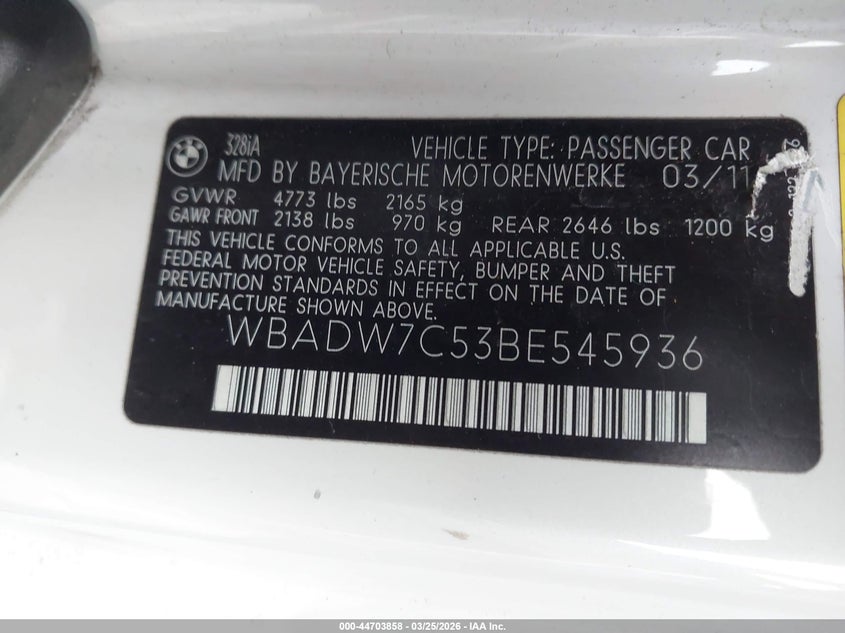 328iA
VEHICLE TYPE: PASSENGER CAR
MFD BY BAYERISCHE MOTORENWERKE 03/11
GVWR 4773 lbs 2165 kg
GAWR FRONT 2138 lbs 970 kg REAR 2646 lbs 1200 kg
THIS VEHICLE CONFORMS TO ALL APPLICABLE U.S.
FEDERAL MOTOR VEHICLE SAFETY, BUMPER AND THEFT
PREVENTION STANDARDS IN EFFECT ON THE DATE OF
MANUFACTURE SHOWN ABOVE.
WBADW7C53BE545936
000-44703858 - 03/25/2026 - IAA Inc.